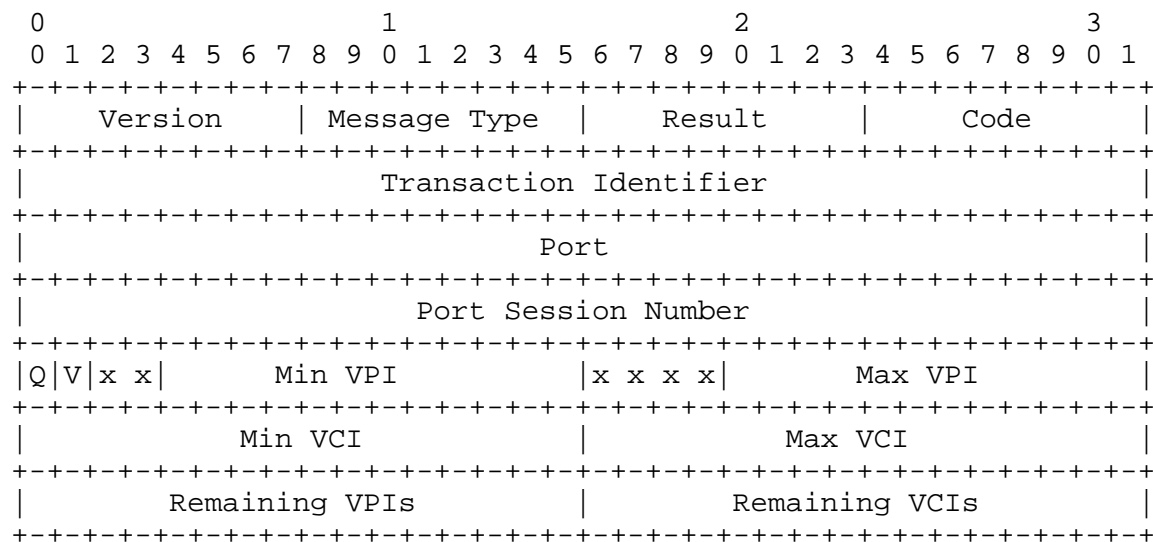 0                   1                   2                   3
 0 1 2 3 4 5 6 7 8 9 0 1 2 3 4 5 6 7 8 9 0 1 2 3 4 5 6 7 8 9 0 1
+-+-+-+-+-+-+-+-+-+-+-+-+-+-+-+-+-+-+-+-+-+-+-+-+-+-+-+-+-+-+-+-+
|    Version    | Message Type  |    Result     |     Code      |
+-+-+-+-+-+-+-+-+-+-+-+-+-+-+-+-+-+-+-+-+-+-+-+-+-+-+-+-+-+-+-+-+
|                    Transaction Identifier                     |
+-+-+-+-+-+-+-+-+-+-+-+-+-+-+-+-+-+-+-+-+-+-+-+-+-+-+-+-+-+-+-+-+
|                             Port                              |
+-+-+-+-+-+-+-+-+-+-+-+-+-+-+-+-+-+-+-+-+-+-+-+-+-+-+-+-+-+-+-+-+
|                      Port Session Number                      |
+-+-+-+-+-+-+-+-+-+-+-+-+-+-+-+-+-+-+-+-+-+-+-+-+-+-+-+-+-+-+-+-+
|Q|V|x x|      Min VPI          |x x x x|       Max VPI         |
+-+-+-+-+-+-+-+-+-+-+-+-+-+-+-+-+-+-+-+-+-+-+-+-+-+-+-+-+-+-+-+-+
|            Min VCI            |           Max VCI             |
+-+-+-+-+-+-+-+-+-+-+-+-+-+-+-+-+-+-+-+-+-+-+-+-+-+-+-+-+-+-+-+-+
|        Remaining VPIs         |        Remaining VCIs         |
+-+-+-+-+-+-+-+-+-+-+-+-+-+-+-+-+-+-+-+-+-+-+-+-+-+-+-+-+-+-+-+-+